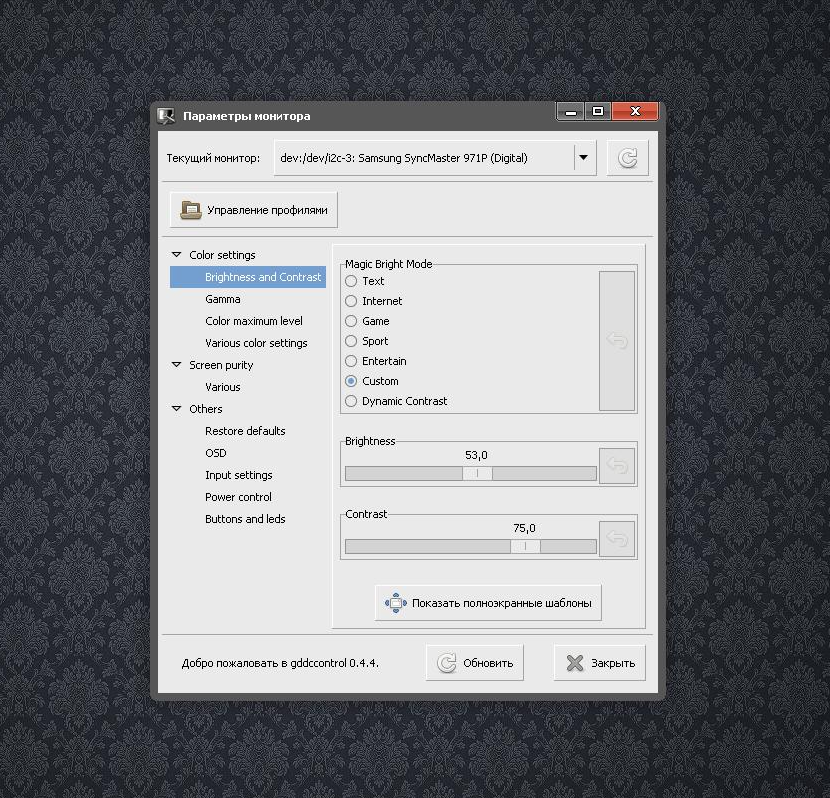 Параметры монитора
Текущий монитор: dev:/dev/i2c-3: Samsung SyncMaster 971P (Digital)
Управление профилями
Color settings
Brightness and Contrast
Gamma
Color maximum level
Various color settings
Screen purity
Various
Others
Restore defaults
OSD
Input settings
Power control
Buttons and leds
Magic Bright Mode
Text
Internet
Game
Sport
Entertain
Custom
Dynamic Contrast
Brightness
53,0
Contrast
75,0
Показать полноэкранные шаблоны
Добро пожаловать в gddccontrol 0.4.4.
Обновить
Закрыть